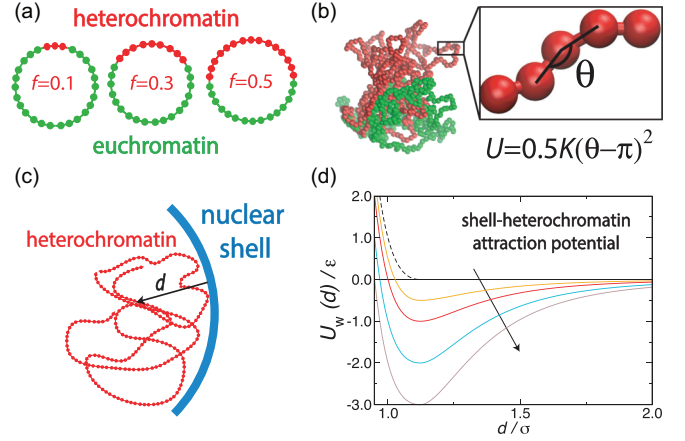 (a)
heterochromatin
f=0.1
f=0.3
f=0.5
euchromatin
(b)
θ
U=0.5K(θ–π)²
(c)
nuclear
shell
heterochromatin
d
(d)
2.0
1.0
0.0
-1.0
-2.0
-3.0
U_w(d) / ε
shell-heterochromatin
attraction potential
1.0
1.5
2.0
d/σ